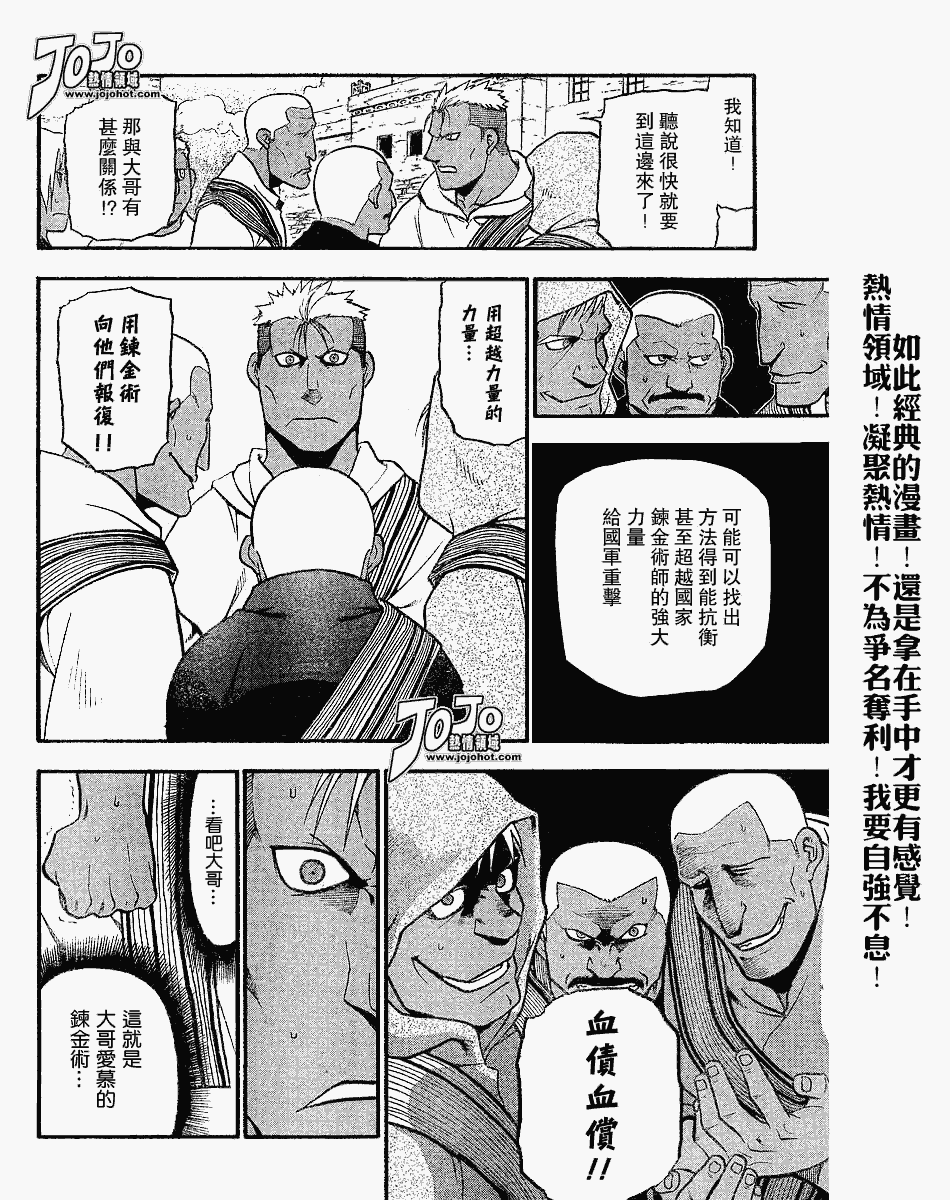 JOJO
熱情領域
www.jojohot.com
我知道！
聽說很快就要
到這邊來了！
那與大哥有
甚麼關係!?
可能可以找出
方法得到能抗衡
甚至超越國家
鍊金術師的強大
力量
給國軍重擊
用超越力量的
力量…
用鍊金術
向他們報復!!
JOJO
熱情領域
www.jojohot.com
血債血償!!
…看吧大哥…
這就是
大哥愛慕的
鍊金術…
如此經典的漫畫！還是拿在手中才更有感覺！
熱情領域！凝聚熱情！不為爭名奪利！我要自強不息！